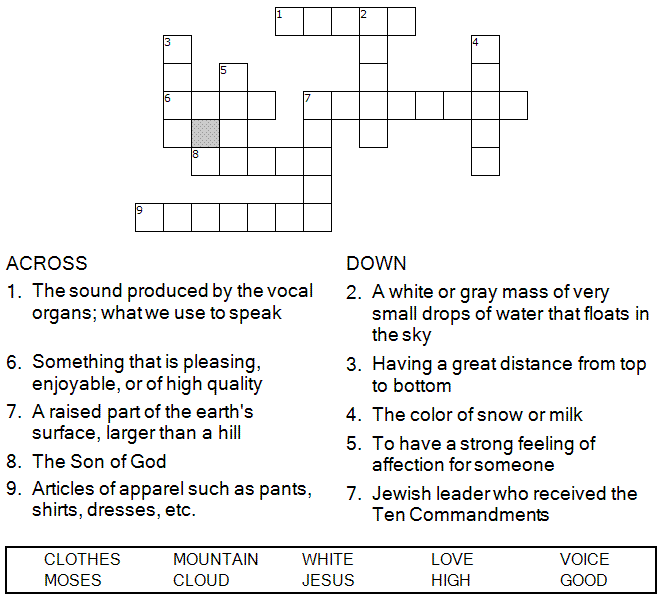 1 2
3 4
5
6 7
8
9
ACROSS
1. The sound produced by the vocal
organs; what we use to speak
6. Something that is pleasing,
enjoyable, or of high quality
7. A raised part of the earth's
surface, larger than a hill
8. The Son of God
9. Articles of apparel such as pants,
shirts, dresses, etc.
DOWN
2. A white or gray mass of very
small drops of water that floats in
the sky
3. Having a great distance from top
to bottom
4. The color of snow or milk
5. To have a strong feeling of
affection for someone
7. Jewish leader who received the
Ten Commandments
CLOTHES MOUNTAIN WHITE LOVE VOICE
MOSES CLOUD JESUS HIGH GOOD